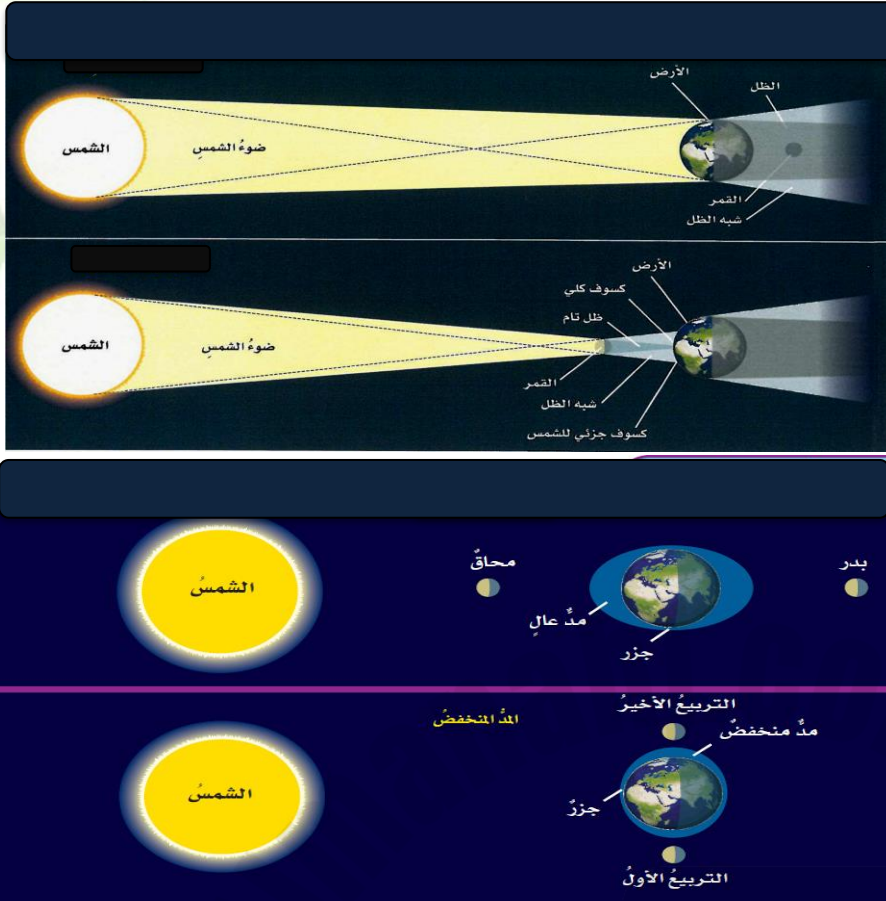 الأرض
الظل
الشمس
ضوءُ الشمسِ
القمر
شبه الظل
الأرض
كسوف كلي
ظل تام
الشمس
ضوءُ الشمسِ
القمر
شبه الظل
كسوف جزئي للشمس
بدر
محاقٌ
الشمسُ
مدٌّ عالٍ
جزر
التربيعُ الأخيرُ
المدُّ المنخفضُ
مدٌّ منخفضٌ
الشمسُ
جزرٌ
التربيعُ الأولُ